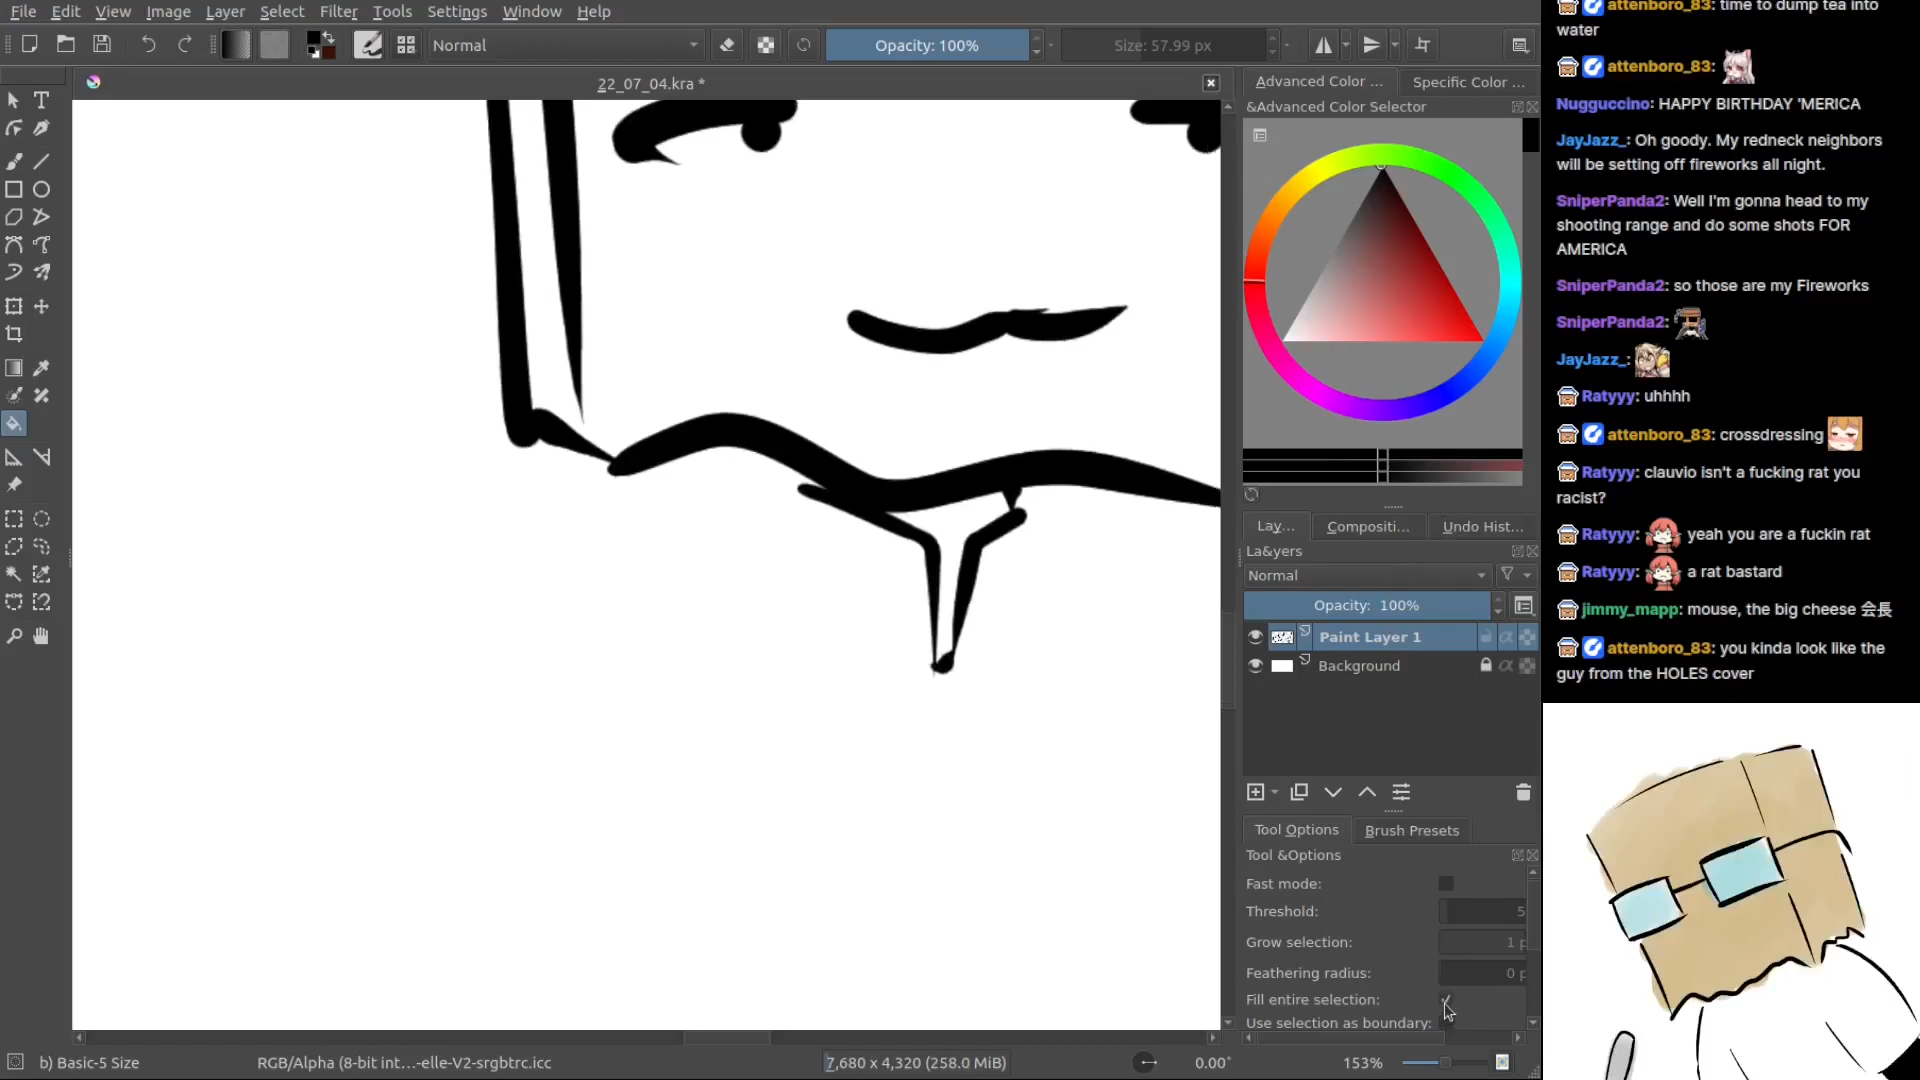 File Edit View Image Layer Select Filter Tools Settings Window Help
Normal
Opacity: 100%
Size: 57.99 px
22_07_04.kra *
Advanced Color ...
Specific Color ...
&Advanced Color Selector
Lay...
Compositi...
Undo Hist...
La&yers
Normal
Opacity: 100%
Paint Layer 1
Background
Tool Options
Brush Presets
Tool &Options
Fast mode:
Threshold: 5
Grow selection: 1 p
Feathering radius: 0 p
Fill entire selection:
Use selection as boundary:
b) Basic-5 Size
RGB/Alpha (8-bit int...-elle-V2-srgbtrc.icc
7,680 x 4,320 (258.0 MiB)
0.00°
153%
attenboro_83: time to dump tea into
water
attenboro_83:
Nugguccino: HAPPY BIRTHDAY 'MERICA
JayJazz_: Oh goody. My redneck neighbors
will be setting off fireworks all night.
SniperPanda2: Well I'm gonna head to my
shooting range and do some shots FOR
AMERICA
SniperPanda2: so those are my Fireworks
SniperPanda2:
JayJazz_:
Ratyyy: uhhhh
attenboro_83: crossdressing
Ratyyy: clauvio isn't a fucking rat you
racist?
Ratyyy: yeah you are a fuckin rat
Ratyyy: a rat bastard
jimmy_mapp: mouse, the big cheese 会長
attenboro_83: you kinda look like the
guy from the HOLES cover